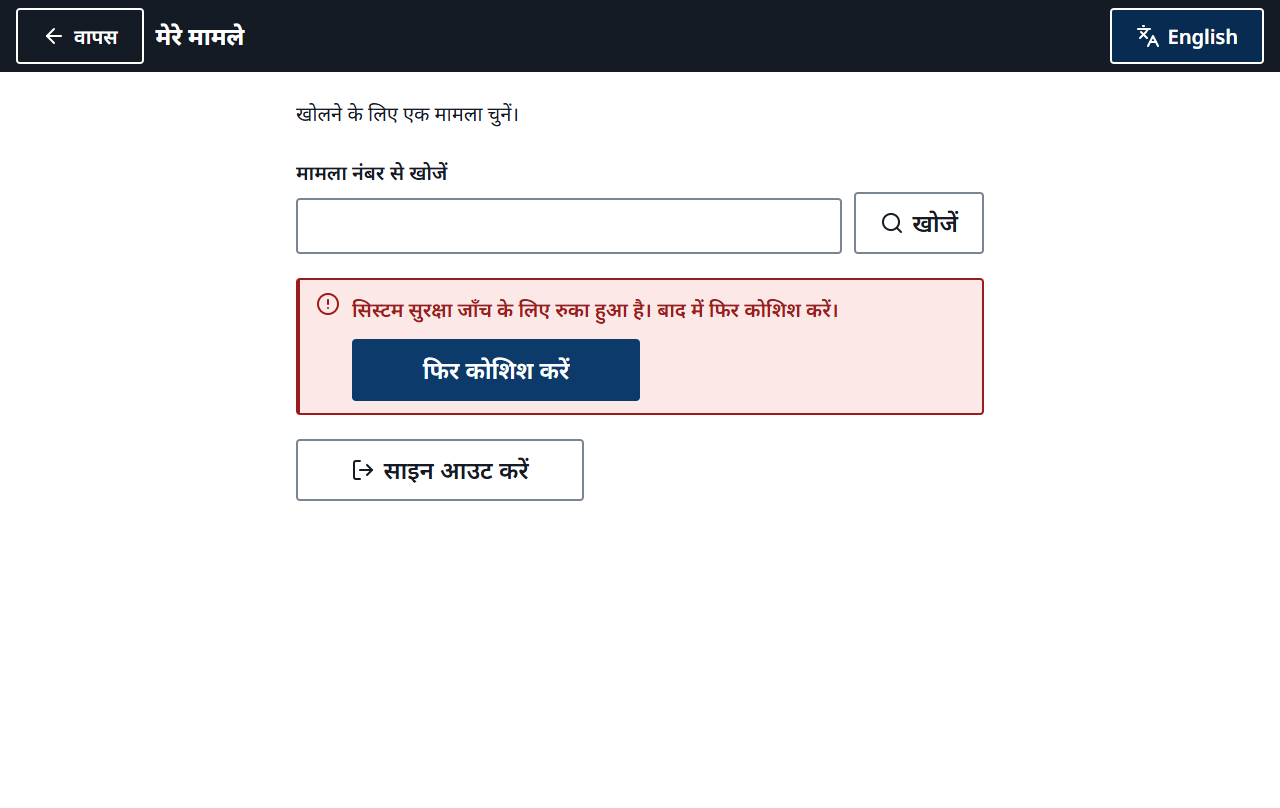 वापस
मेरे मामले
English
खोलने के लिए एक मामला चुनें।
मामला नंबर से खोजें
खोजें
सिस्टम सुरक्षा जाँच के लिए रुका हुआ है। बाद में फिर कोशिश करें।
फिर कोशिश करें
साइन आउट करें